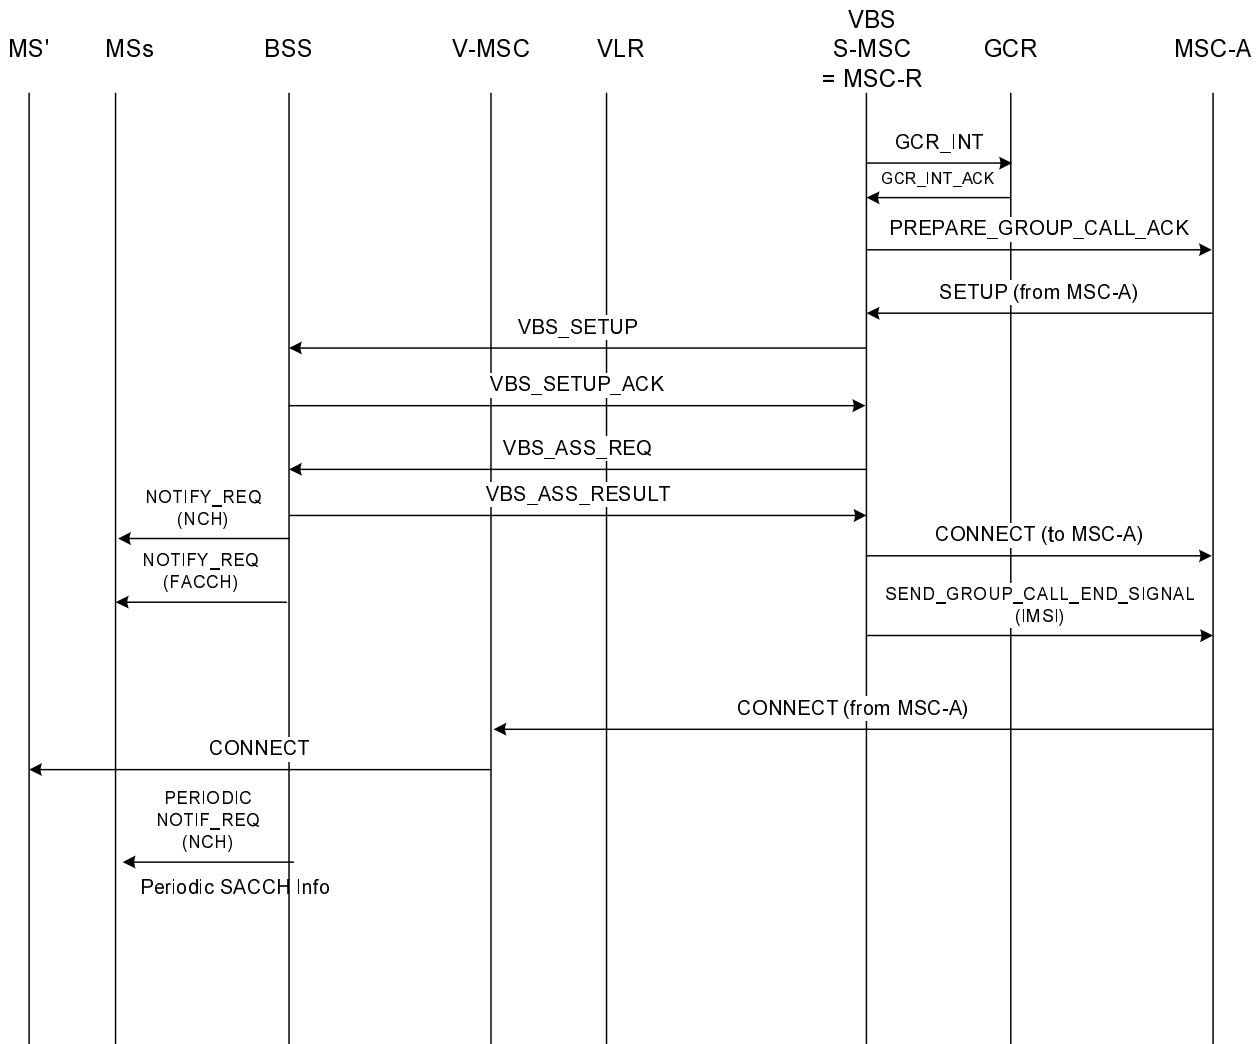 VBS
MS' MSs BSS V-MSC VLR S-MSC GCR MSC-A
= MSC-R
GCR_INT
GCR_INT_ACK
PREPARE_GROUP_CALL_ACK
SETUP (from MSC-A)
VBS_SETUP
VBS_SETUP_ACK
VBS_ASS_REQ
VBS_ASS_RESULT
NOTIFY_REQ
(NCH)
CONNECT (to MSC-A)
NOTIFY_REQ
(FACCH)
SEND_GROUP_CALL_END_SIGNAL
(IMSI)
CONNECT (from MSC-A)
CONNECT
PERIODIC
NOTIF_REQ
(NCH)
Periodic SACCH Info